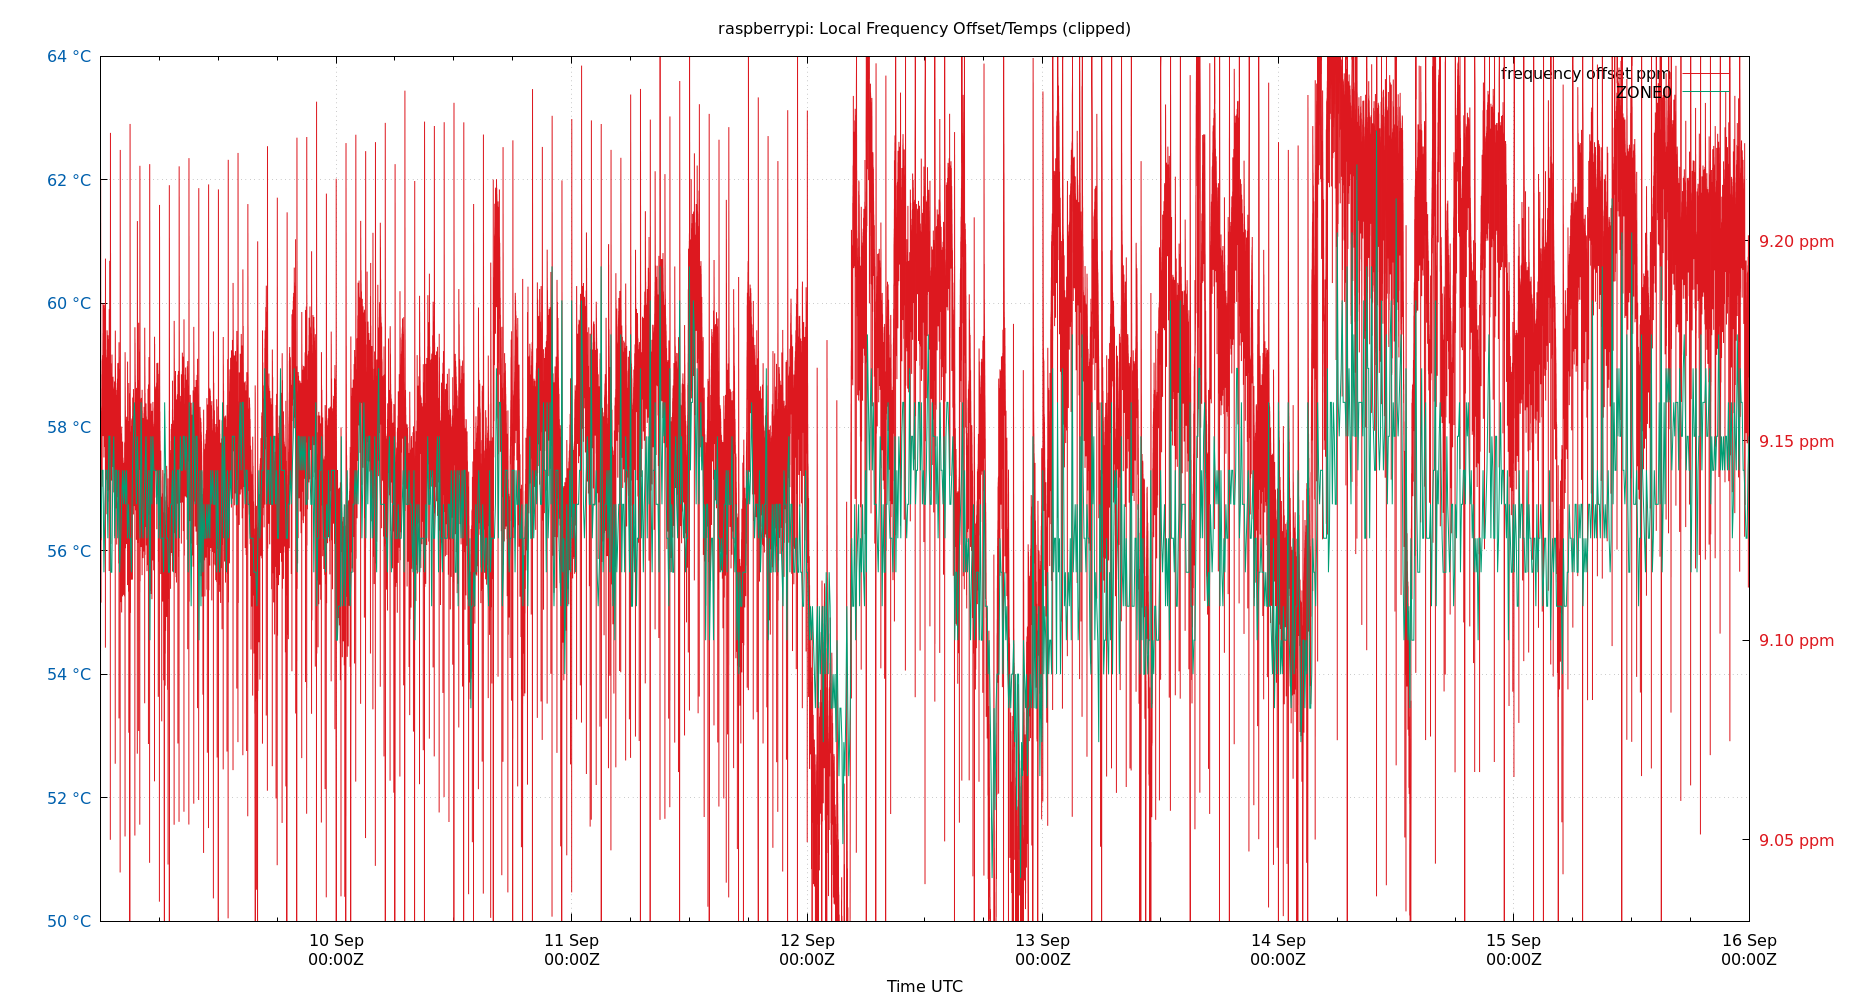 raspberrypi: Local Frequency Offset/Temps (clipped)
64 °C
62 °C
60 °C
58 °C
56 °C
54 °C
52 °C
50 °C
frequency offset ppm
ZONE0
9.20 ppm
9.15 ppm
9.10 ppm
9.05 ppm
10 Sep
00:00Z
11 Sep
00:00Z
12 Sep
00:00Z
13 Sep
00:00Z
14 Sep
00:00Z
15 Sep
00:00Z
16 Sep
00:00Z
Time UTC